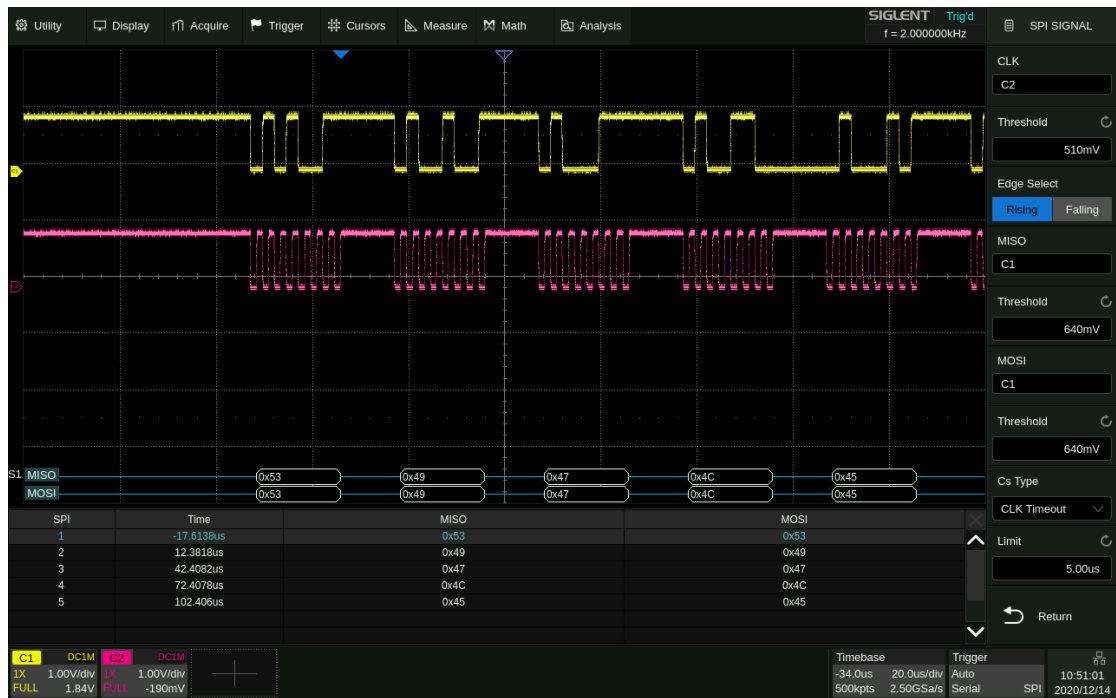 Utility Display Acquire Trigger Cursors Measure Math Analysis SIGLENT Trig'd SPI SIGNAL
f = 2.000000kHz
CLK
C2
Threshold
510mV
Edge Select
Rising Falling
MISO
C1
Threshold
640mV
MOSI
C1
Threshold
640mV
Cs Type
CLK Timeout
Limit
5.00us
Return
C1
S1 MISO 0x53 0x49 0x47 0x4C 0x45
MOSI 0x53 0x49 0x47 0x4C 0x45
SPI Time MISO MOSI
1 -17.6138us 0x53 0x53
2 12.3818us 0x49 0x49
3 42.4082us 0x47 0x47
4 72.4078us 0x4C 0x4C
5 102.406us 0x45 0x45
C1 DC1M C2 DC1M Timebase Trigger
1X 1.00V/div 1X 1.00V/div -34.0us 20.0us/div Auto 10:51:01
FULL 1.84V FULL -190mV 500kpts 2.50GSa/s Serial SPI 2020/12/14